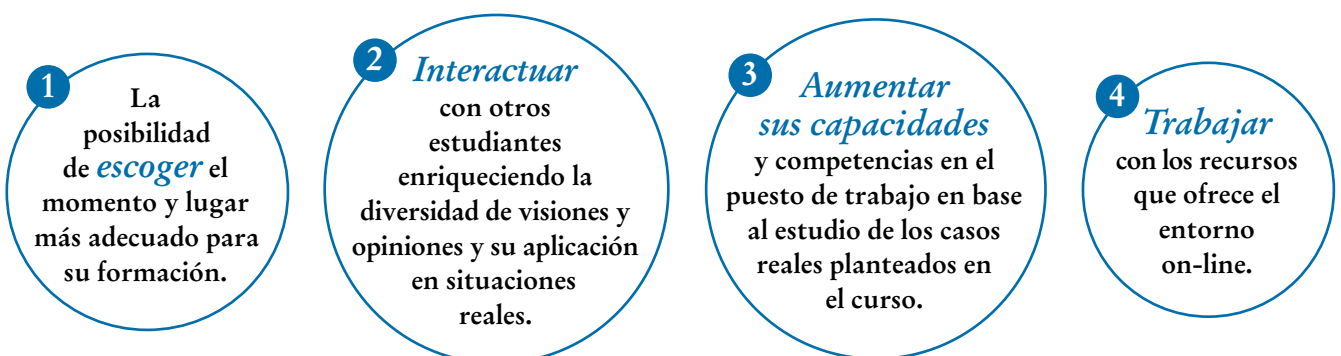 1
La
posibilidad
de escoger el
momento y lugar
más adecuado para
su formación.
2
Interactuar
con otros
estudiantes
enriqueciendo la
diversidad de visiones y
opiniones y su aplicación
en situaciones
reales.
3
Aumentar
sus capacidades
y competencias en el
puesto de trabajo en base
al estudio de los casos
reales planteados en
el curso.
4
Trabajar
con los recursos
que ofrece el
entorno
on-line.